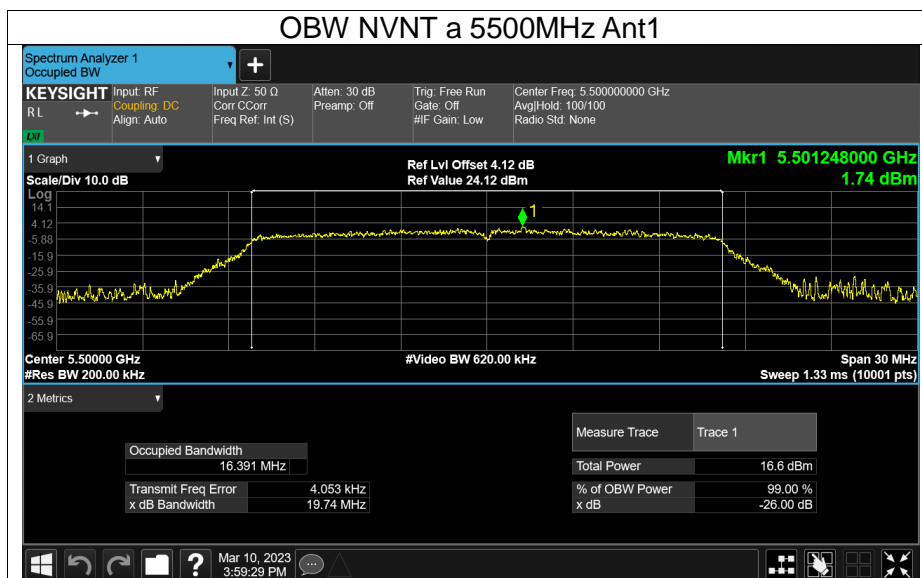 OBW NVNT a 5500MHz Ant1
Spectrum Analyzer 1
Occupied BW
KEYSIGHT
R L
LXI
Input: RF
Coupling: DC
Align: Auto
Input Z: 50 Ω
Corr CCorr
Freq Ref: Int (S)
Atten: 30 dB
Preamp: Off
Trig: Free Run
Gate: Off
#IF Gain: Low
Center Freq: 5.500000000 GHz
Avg|Hold: 100/100
Radio Std: None
1 Graph
Scale/Div 10.0 dB
Ref Lvl Offset 4.12 dB
Ref Value 24.12 dBm
Mkr1 5.501248000 GHz
1.74 dBm
Log
14.1
4.12
-5.88
-15.9
-25.9
-35.9
-45.9
-55.9
-65.9
1
Center 5.50000 GHz
#Res BW 200.00 kHz
#Video BW 620.00 kHz
Span 30 MHz
Sweep 1.33 ms (10001 pts)
2 Metrics
Occupied Bandwidth
16.391 MHz
Transmit Freq Error 4.053 kHz
x dB Bandwidth 19.74 MHz
Measure Trace Trace 1
Total Power 16.6 dBm
% of OBW Power 99.00 %
x dB -26.00 dB
Mar 10, 2023
3:59:29 PM